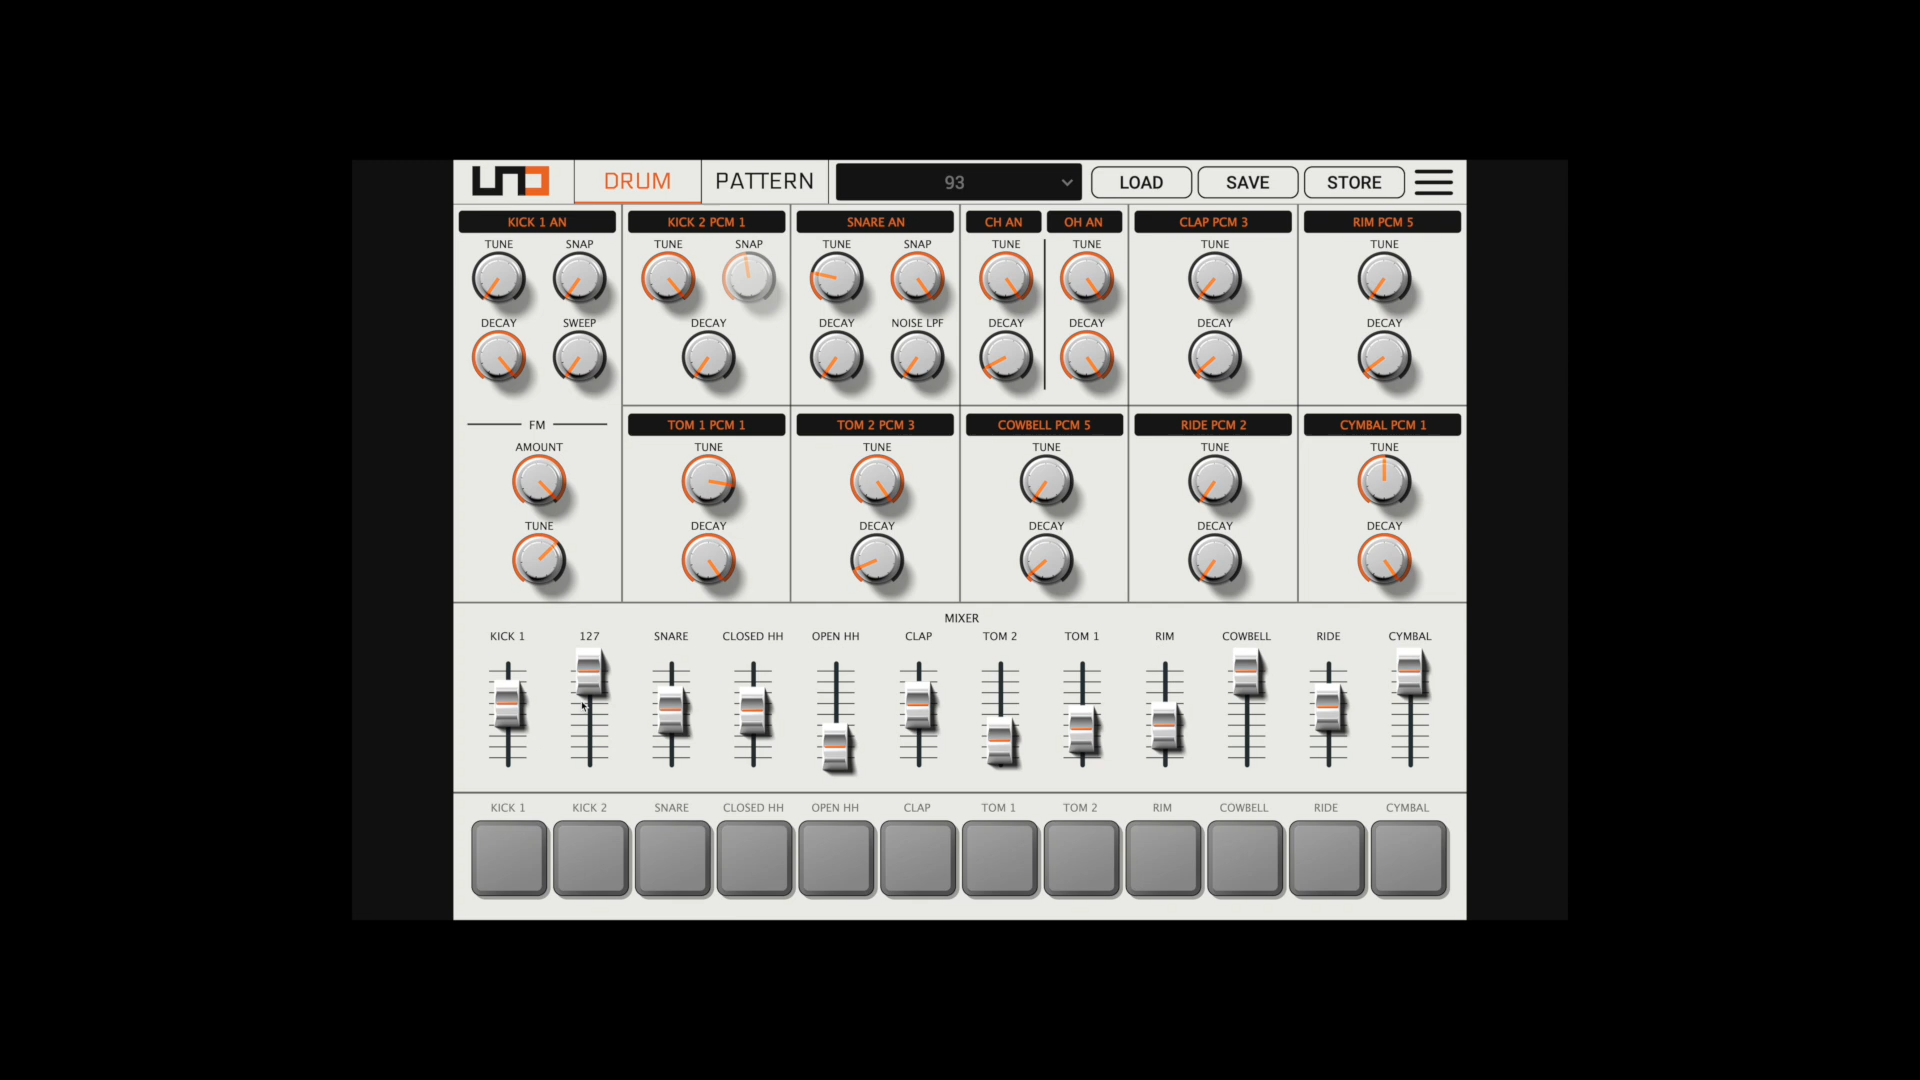 UNO DRUM PATTERN 93 LOAD SAVE STORE
KICK 1 AN KICK 2 PCM 1 SNARE AN CH AN OH AN CLAP PCM 3 RIM PCM 5
TUNE SNAP TUNE SNAP TUNE SNAP TUNE TUNE TUNE TUNE
DECAY SWEEP DECAY DECAY NOISE LPF DECAY DECAY DECAY DECAY
FM TOM 1 PCM 1 TOM 2 PCM 3 COWBELL PCM 5 RIDE PCM 2 CYMBAL PCM 1
AMOUNT TUNE TUNE TUNE TUNE TUNE
TUNE DECAY DECAY DECAY DECAY DECAY
MIXER
KICK 1 127 SNARE CLOSED HH OPEN HH CLAP TOM 2 TOM 1 RIM COWBELL RIDE CYMBAL
KICK 1 KICK 2 SNARE CLOSED HH OPEN HH CLAP TOM 1 TOM 2 RIM COWBELL RIDE CYMBAL